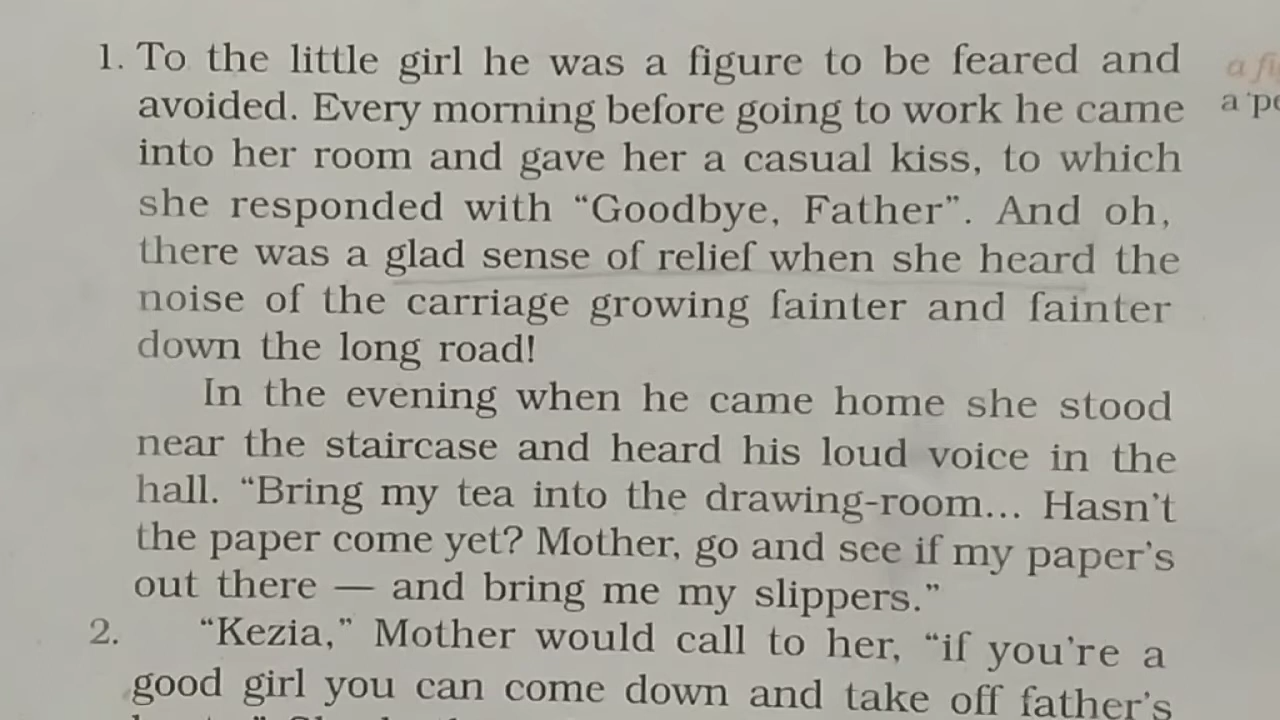 1. To the little girl he was a figure to be feared and
avoided. Every morning before going to work he came
into her room and gave her a casual kiss, to which
she responded with “Goodbye, Father”. And oh,
there was a glad sense of relief when she heard the
noise of the carriage growing fainter and fainter
down the long road!
In the evening when he came home she stood
near the staircase and heard his loud voice in the
hall. “Bring my tea into the drawing-room... Hasn’t
the paper come yet? Mother, go and see if my paper’s
out there — and bring me my slippers.”
2. “Kezia,” Mother would call to her, “if you’re a
good girl you can come down and take off father’s
a
a